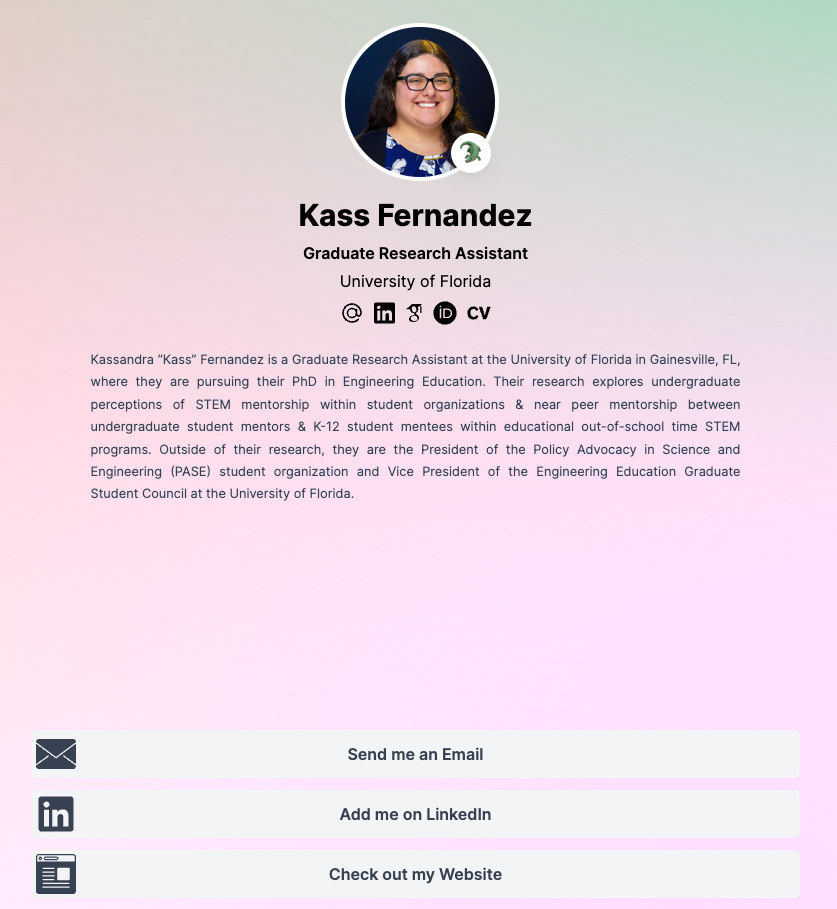 Kass Fernandez
Graduate Research Assistant
University of Florida
in iD CV
Kassandra “Kass” Fernandez is a Graduate Research Assistant at the University of Florida in Gainesville, FL,
where they are pursuing their PhD in Engineering Education. Their research explores undergraduate
perceptions of STEM mentorship within student organizations & near peer mentorship between
undergraduate student mentors & K-12 student mentees within educational out-of-school time STEM
programs. Outside of their research, they are the President of the Policy Advocacy in Science and
Engineering (PASE) student organization and Vice President of the Engineering Education Graduate
Student Council at the University of Florida.
Send me an Email
in Add me on LinkedIn
Check out my Website